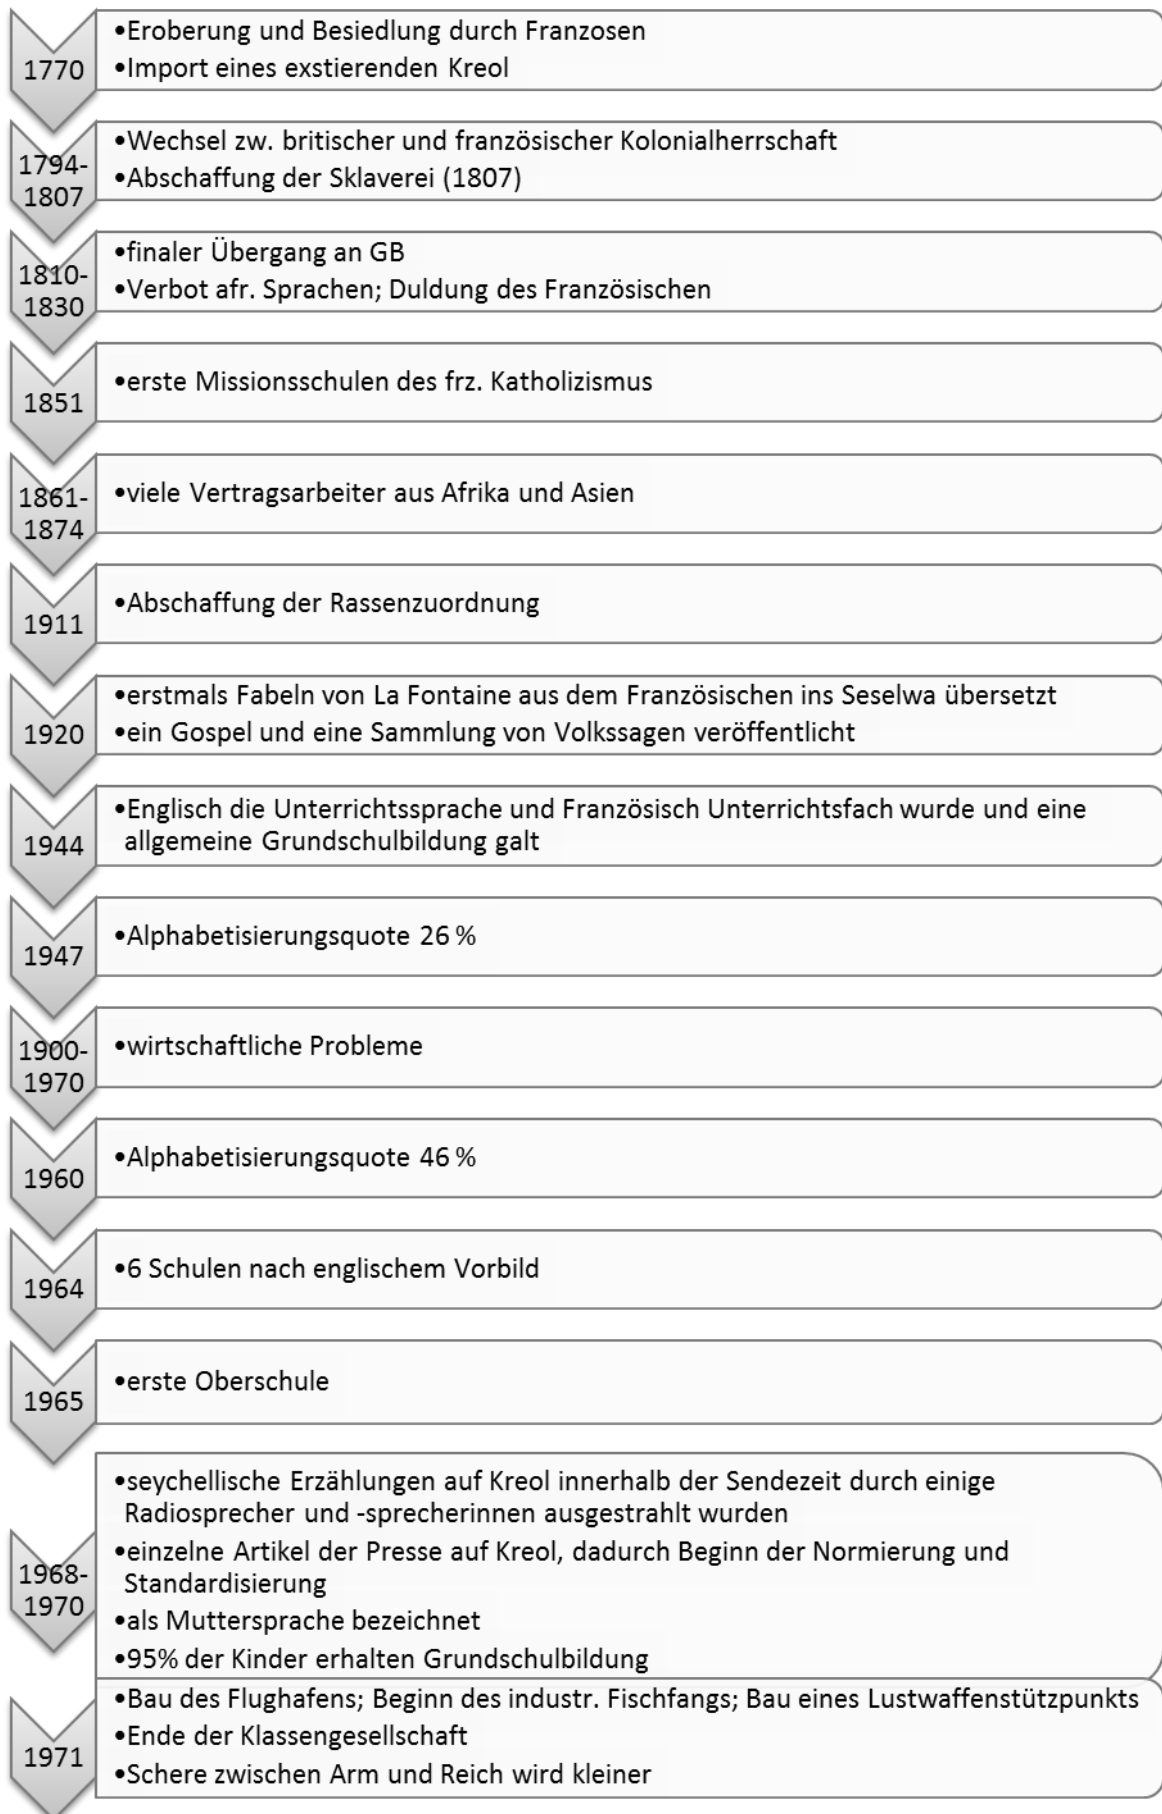 1770
•Eroberung und Besiedlung durch Franzosen
•Import eines exstierenden Kreol
1794-
1807
•Wechsel zw. britischer und französischer Kolonialherrschaft
•Abschaffung der Sklaverei (1807)
1810-
1830
•finaler Übergang an GB
•Verbot afr. Sprachen; Duldung des Französischen
1851
•erste Missionsschulen des frz. Katholizismus
1861-
1874
•viele Vertragsarbeiter aus Afrika und Asien
1911
•Abschaffung der Rassenzuordnung
1920
•erstmals Fabeln von La Fontaine aus dem Französischen ins Seselwa übersetzt
•ein Gospel und eine Sammlung von Volkssagen veröffentlicht
1944
•Englisch die Unterrichtssprache und Französisch Unterrichtsfach wurde und eine
allgemeine Grundschulbildung galt
1947
•Alphabetisierungsquote 26 %
1900-
1970
•wirtschaftliche Probleme
1960
•Alphabetisierungsquote 46 %
1964
•6 Schulen nach englischem Vorbild
1965
•erste Oberschule
1968-
1970
•seychellische Erzählungen auf Kreol innerhalb der Sendezeit durch einige
Radiosprecher und -sprecherinnen ausgestrahlt wurden
•einzelne Artikel der Presse auf Kreol, dadurch Beginn der Normierung und
Standardisierung
•als Muttersprache bezeichnet
•95% der Kinder erhalten Grundschulbildung
1971
•Bau des Flughafens; Beginn des industr. Fischfangs; Bau eines Lustwaffenstützpunkts
•Ende der Klassengesellschaft
•Schere zwischen Arm und Reich wird kleiner